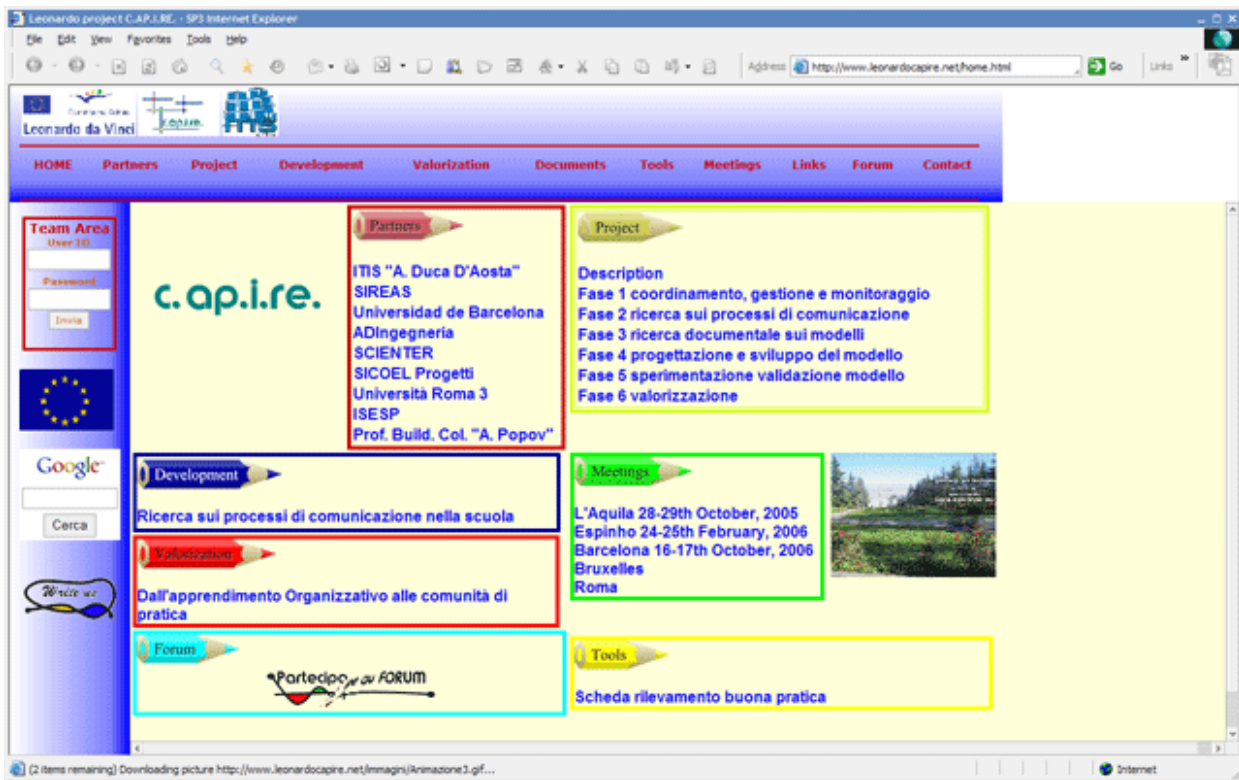 Leonardo project C.AP.I.RE. - SP3 Internet Explorer
File Edit View Favorites Tools Help
Address http://www.leonardocapire.net/home.html Go Links
Leonardo da Vinci
c.ap.i.re.
HOME Partners Project Development Valorization Documents Tools Meetings Links Forum Contact
Team Area
User ID
Password
Invia
Google
Cerca
Write us
c.ap.i.re.
Partners
ITIS "A. Duca D'Aosta"
SIREAS
Universidad de Barcelona
ADIngegneria
SCIENTER
SICOEL Progetti
Università Roma 3
ISESP
Prof. Build. Col. "A. Popov"
Project
Description
Fase 1 coordinamento, gestione e monitoraggio
Fase 2 ricerca sui processi di comunicazione
Fase 3 ricerca documentale sui modelli
Fase 4 progettazione e sviluppo del modello
Fase 5 sperimentazione validazione modello
Fase 6 valorizzazione
Development
Ricerca sui processi di comunicazione nella scuola
Meetings
L'Aquila 28-29th October, 2005
Espinho 24-25th February, 2006
Barcelona 16-17th October, 2006
Bruxelles
Roma
Valorization
Dall'apprendimento Organizzativo alle comunità di
pratica
Forum
Partecipa al FORUM
Tools
Scheda rilevamento buona pratica
(2 items remaining) Downloading picture http://www.leonardocapire.net/immagini/Animazione3.gif...
Internet